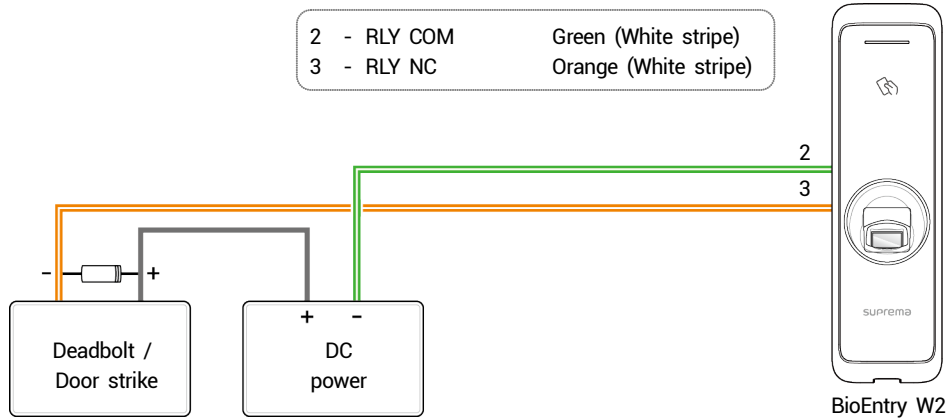 2 - RLY COM Green (White stripe)
3 - RLY NC Orange (White stripe)
2
3
- +
+ -
Deadbolt /
Door strike
DC
power
suprema
BioEntry W2